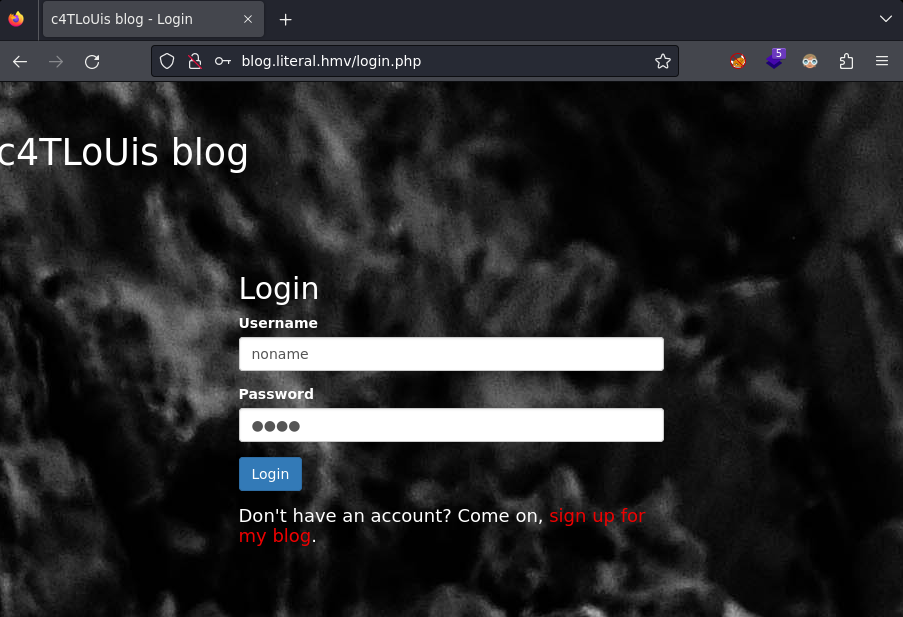 c4TLoUis blog - Login
5
blog.literal.hmv/login.php
c4TLoUis blog
Login
Username
noname
Password
Login
Don't have an account? Come on, sign up for
my blog.